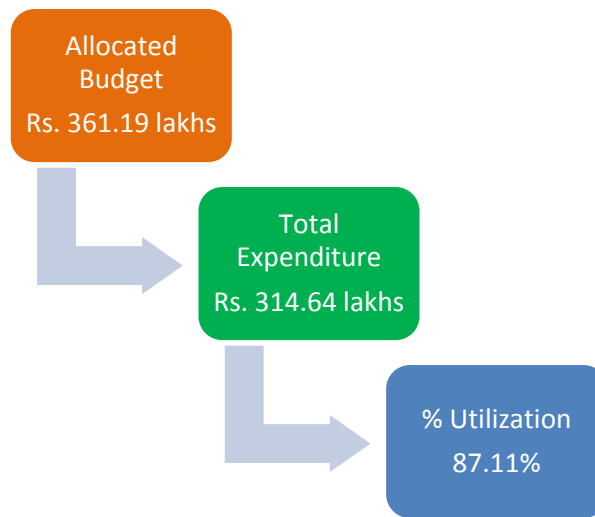 Allocated
Budget
Rs. 361.19 lakhs
Total
Expenditure
Rs. 314.64 lakhs
% Utilization
87.11%